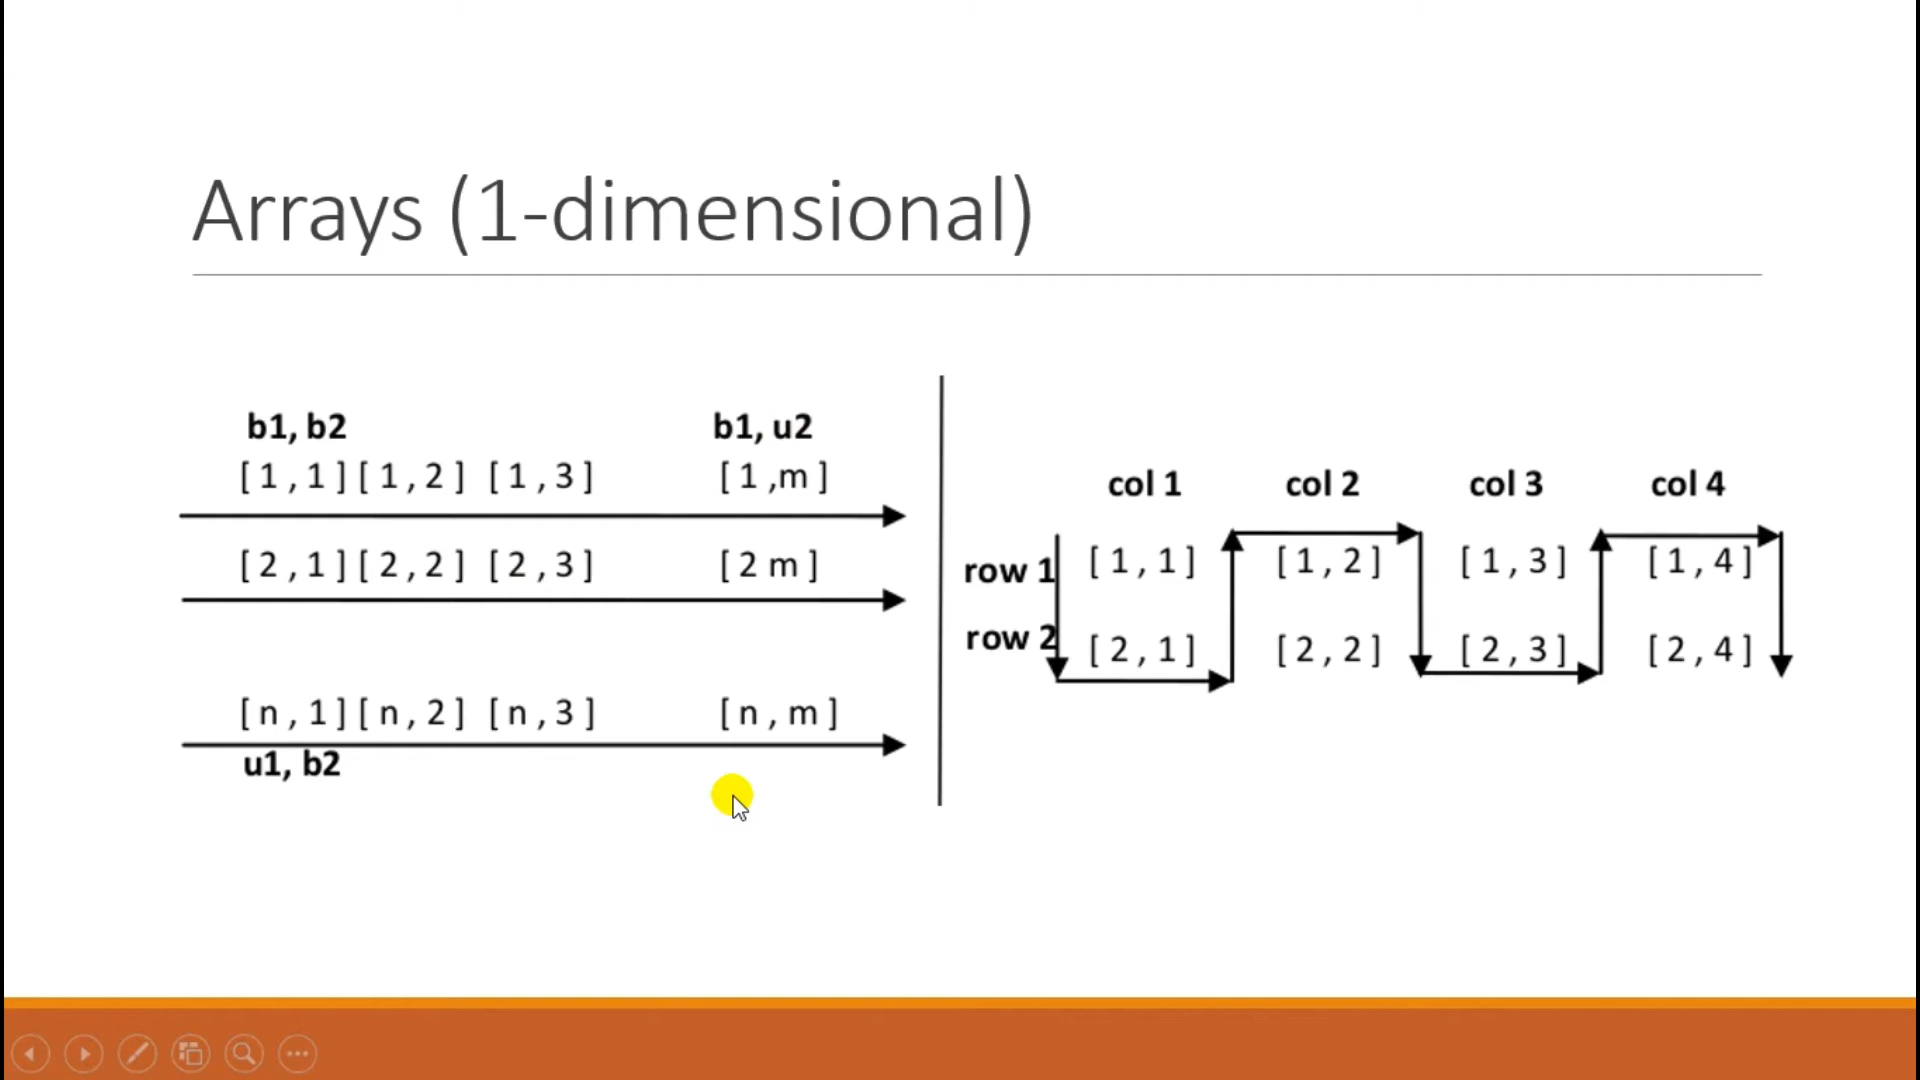 Arrays (1-dimensional)
b1, b2 b1, u2
[ 1 , 1 ] [ 1 , 2 ] [ 1 , 3 ] [ 1 ,m ]
[ 2 , 1 ] [ 2 , 2 ] [ 2 , 3 ] [ 2 m ]
[ n , 1 ] [ n , 2 ] [ n , 3 ] [ n , m ]
u1, b2
col 1 col 2 col 3 col 4
row 1 [ 1 , 1 ] [ 1 , 2 ] [ 1 , 3 ] [ 1 , 4 ]
row 2 [ 2 , 1 ] [ 2 , 2 ] [ 2 , 3 ] [ 2 , 4 ]